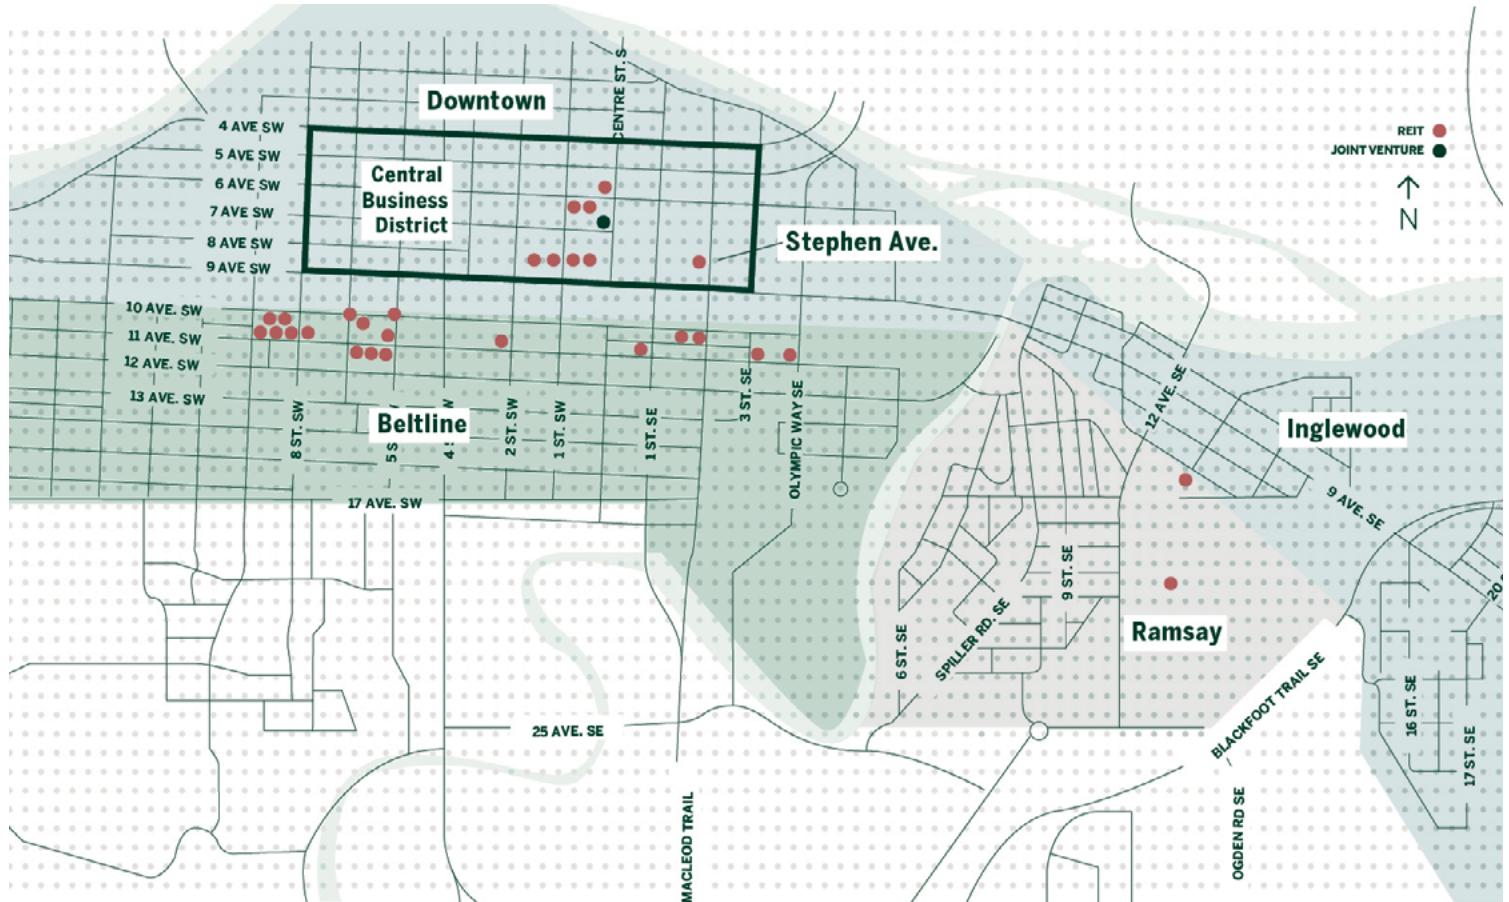 CENTRE ST. S
Downtown
4 AVE SW
5 AVE SW
6 AVE SW
7 AVE SW
8 AVE SW
9 AVE SW
Central
Business
District
Stephen Ave.
REIT
JOINT VENTURE
N
10 AVE. SW
11 AVE. SW
12 AVE. SW
13 AVE. SW
Beltline
8 ST. SW
5 S
4 S
W
2 ST. SW
1 ST. SW
1 ST. SE
3 ST. SE
OLYMPIC WAY SE
12 AVE. SE
Inglewood
9 AVE. SE
17 AVE. SW
20
9 ST. SE
6 ST. SE
SPILLER RD. SE
Ramsay
BLACKFOOT TRAIL SE
16 ST. SE
17 ST. SE
25 AVE. SE
MACLEOD TRAIL
OGDEN RD SE